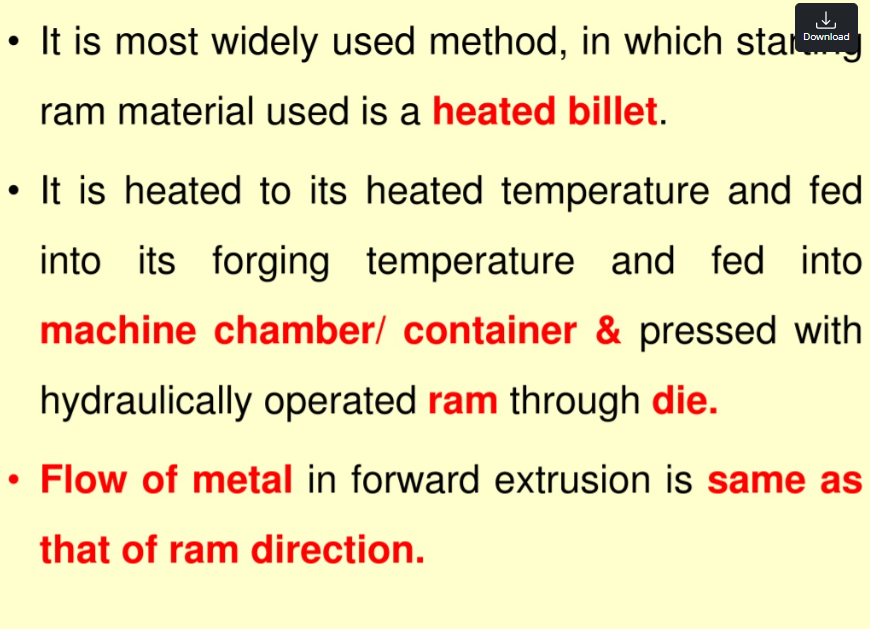 • It is most widely used method, in which
Download
ram material used is a heated billet.
• It is heated to its heated temperature and fed
into its forging temperature and fed into
machine chamber/ container & pressed with
hydraulically operated ram through die.
• Flow of metal in forward extrusion is same as
that of ram direction.